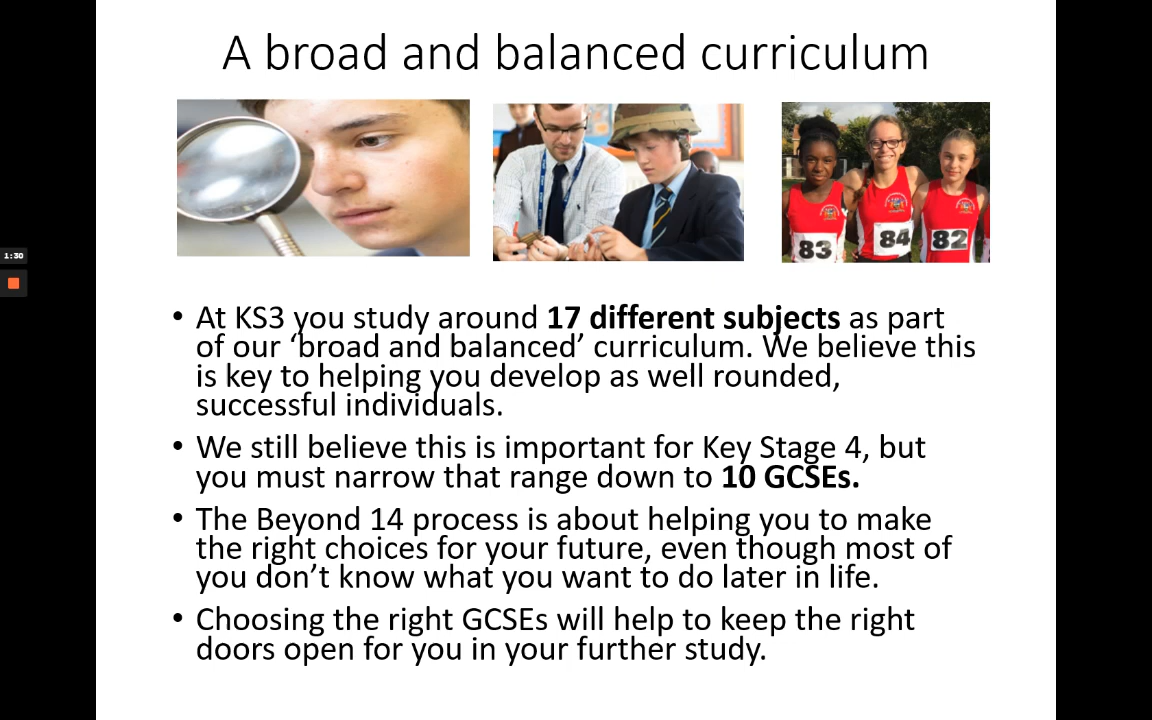 A broad and balanced curriculum
83
84
82
1:30
• At KS3 you study around 17 different subjects as part
of our ‘broad and balanced’ curriculum. We believe this
is key to helping you develop as well rounded,
successful individuals.
• We still believe this is important for Key Stage 4, but
you must narrow that range down to 10 GCSEs.
• The Beyond 14 process is about helping you to make
the right choices for your future, even though most of
you don’t know what you want to do later in life.
• Choosing the right GCSEs will help to keep the right
doors open for you in your further study.